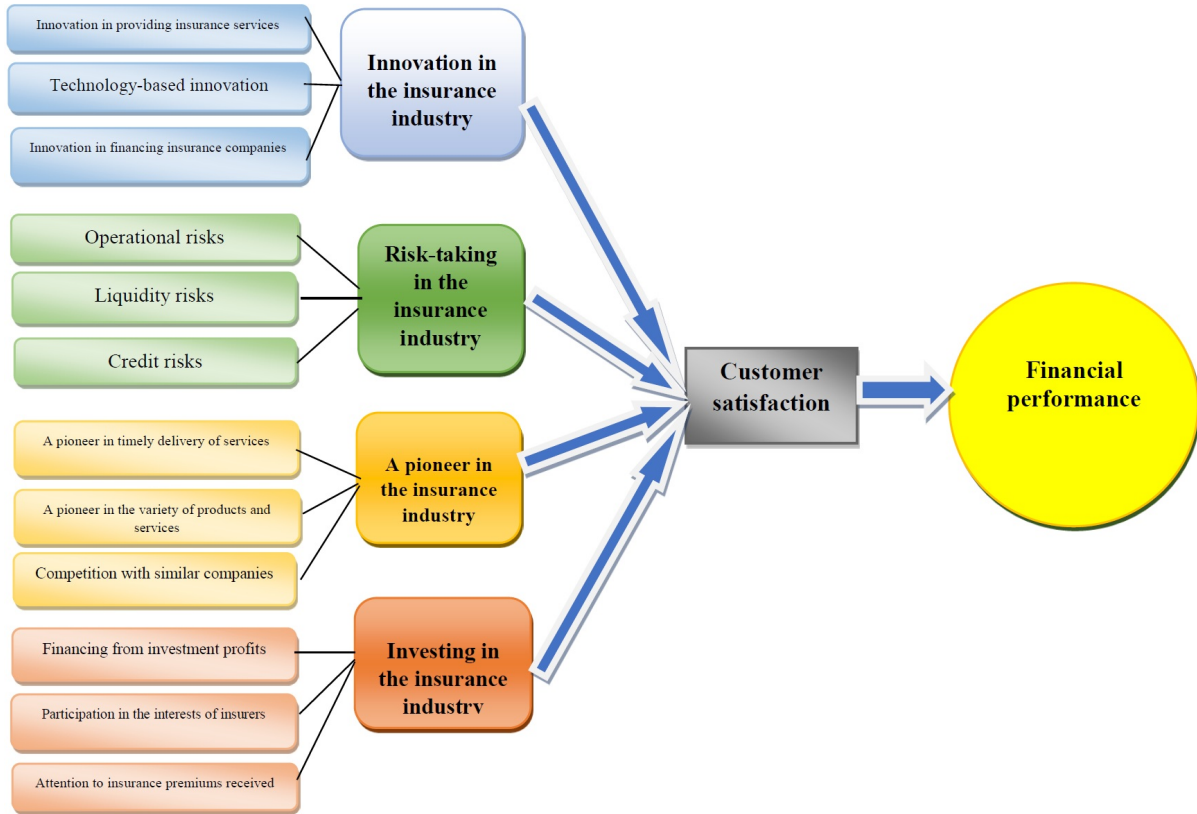 Innovation in providing insurance services
Technology-based innovation
Innovation in financing insurance companies
Innovation in
the insurance
industry
Operational risks
Liquidity risks
Credit risks
Risk-taking
in the
insurance
industry
A pioneer in timely delivery of services
A pioneer in the variety of products and
services
Competition with similar companies
A pioneer in
the insurance
industry
Financing from investment profits
Participation in the interests of insurers
Attention to insurance premiums received
Investing in
the insurance
industry
Customer
satisfaction
Financial
performance